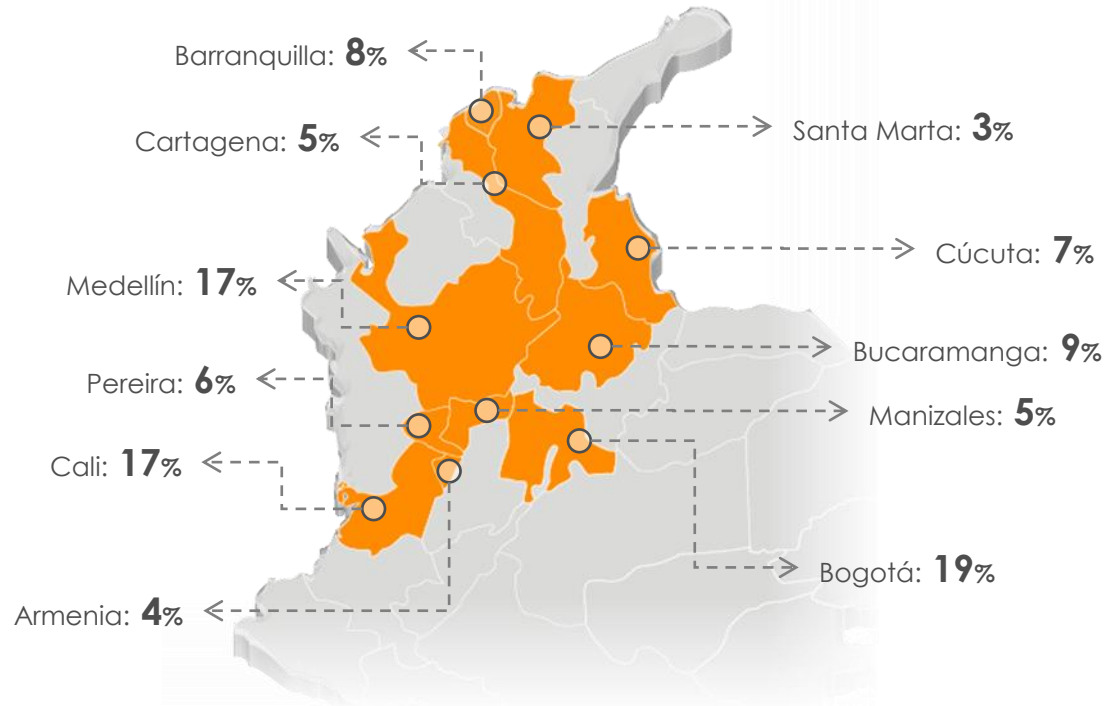 Barranquilla: 8%
Cartagena: 5%
Santa Marta: 3%
Cúcuta: 7%
Medellín: 17%
Bucaramanga: 9%
Pereira: 6%
Manizales: 5%
Cali: 17%
Bogotá: 19%
Armenia: 4%